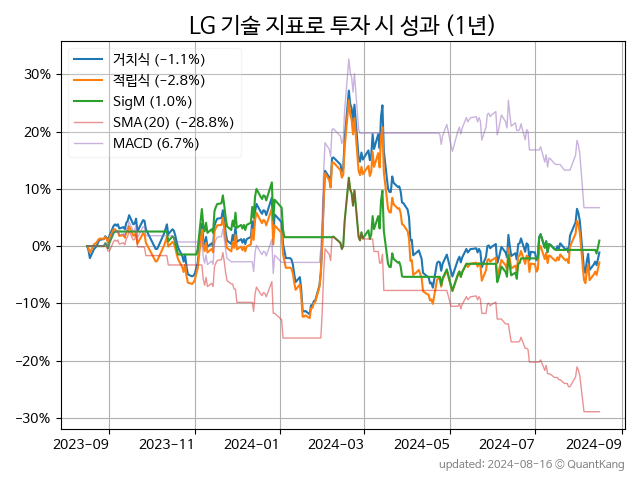 LG 기술 지표로 투자 시 성과 (1년)
거치식 (−1.1%)
적립식 (−2.8%)
SigM (1.0%)
SMA(20) (−28.8%)
MACD (6.7%)
30%
20%
10%
0%
−10%
−20%
−30%
2023-09 2023-11 2024-01 2024-03 2024-05 2024-07 2024-09
updated: 2024-08-16 © QuantKang